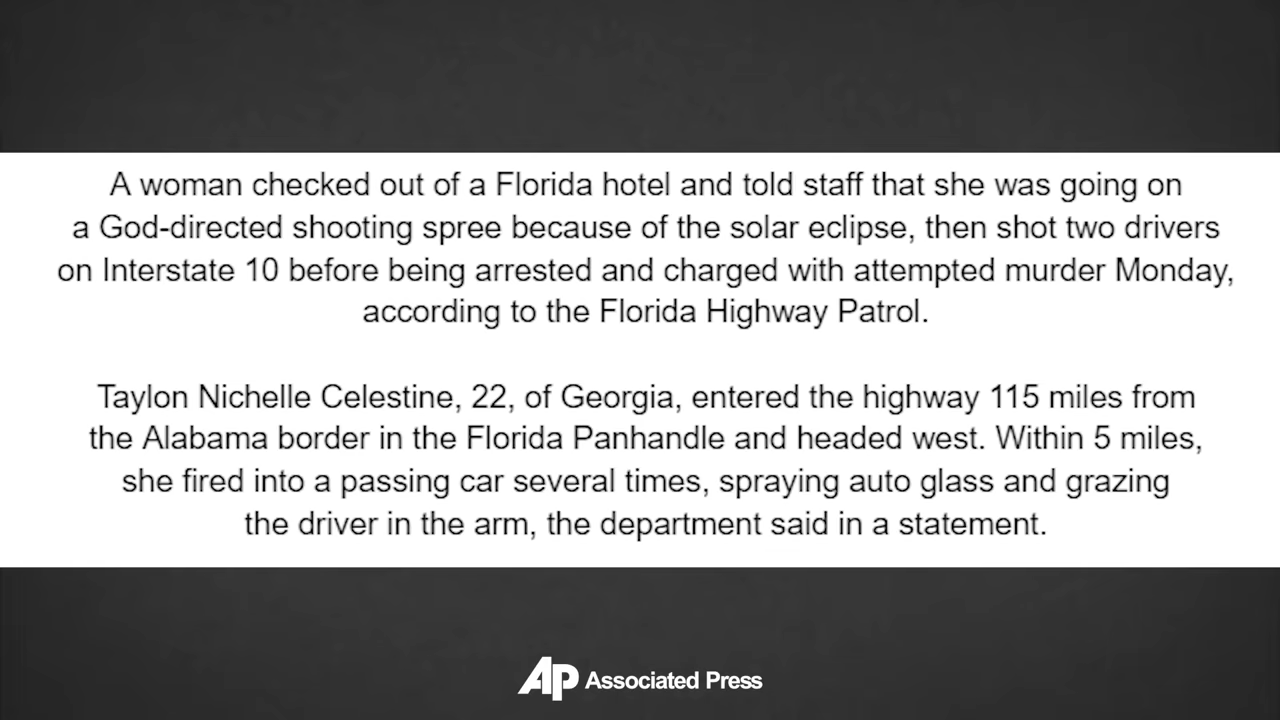 A woman checked out of a Florida hotel and told staff that she was going on
a God-directed shooting spree because of the solar eclipse, then shot two drivers
on Interstate 10 before being arrested and charged with attempted murder Monday,
according to the Florida Highway Patrol.
Taylon Nichelle Celestine, 22, of Georgia, entered the highway 115 miles from
the Alabama border in the Florida Panhandle and headed west. Within 5 miles,
she fired into a passing car several times, spraying auto glass and grazing
the driver in the arm, the department said in a statement.
AP Associated Press